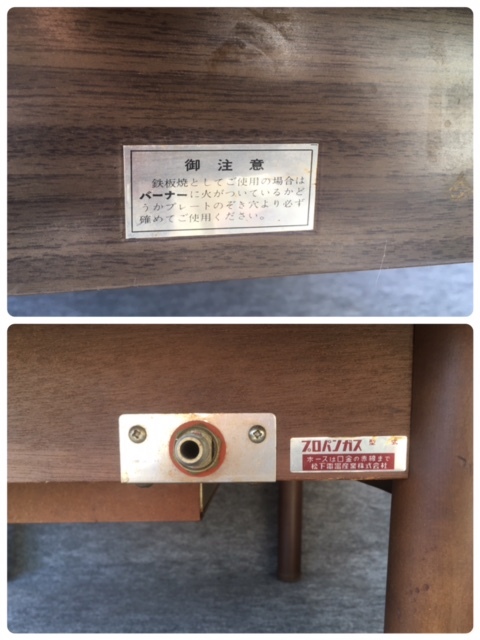 御注意
鉄板焼としてご使用の場合は
バーナーに火がついているかど
うかプレートのぞき穴より必ず
確めてご使用ください。
プロパンガス
ホースは口金の赤線まで
松下電器産業株式会社